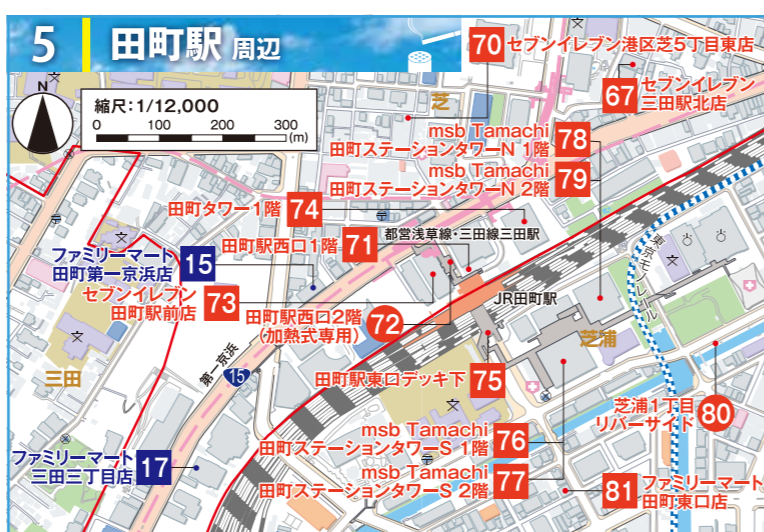 5 田町駅 周辺
縮尺:1/12,000
0 100 200 300
(m)
N
70 セブンイレブン港区芝5丁目東店
67 セブンイレブン
三田駅北店
芝
msb Tamachi
田町ステーションタワーN 1階 78
msb Tamachi
田町ステーションタワーN 2階 79
田町タワー1階 74
都営浅草線・三田線三田駅
田町駅西口1階 71
ファミリーマート
田町第一京浜店 15
セブンイレブン
田町駅前店 73
田町駅西口2階
(加熱式専用) 72
JR田町駅
東京モノレール
芝浦
第一京浜
15
三田
田町駅東口デッキ下 75
芝浦1丁目
リバーサイド 80
msb Tamachi
田町ステーションタワーS 1階 76
msb Tamachi
田町ステーションタワーS 2階 77
ファミリーマート
三田三丁目店 17
81 ファミリーマート
田町東口店